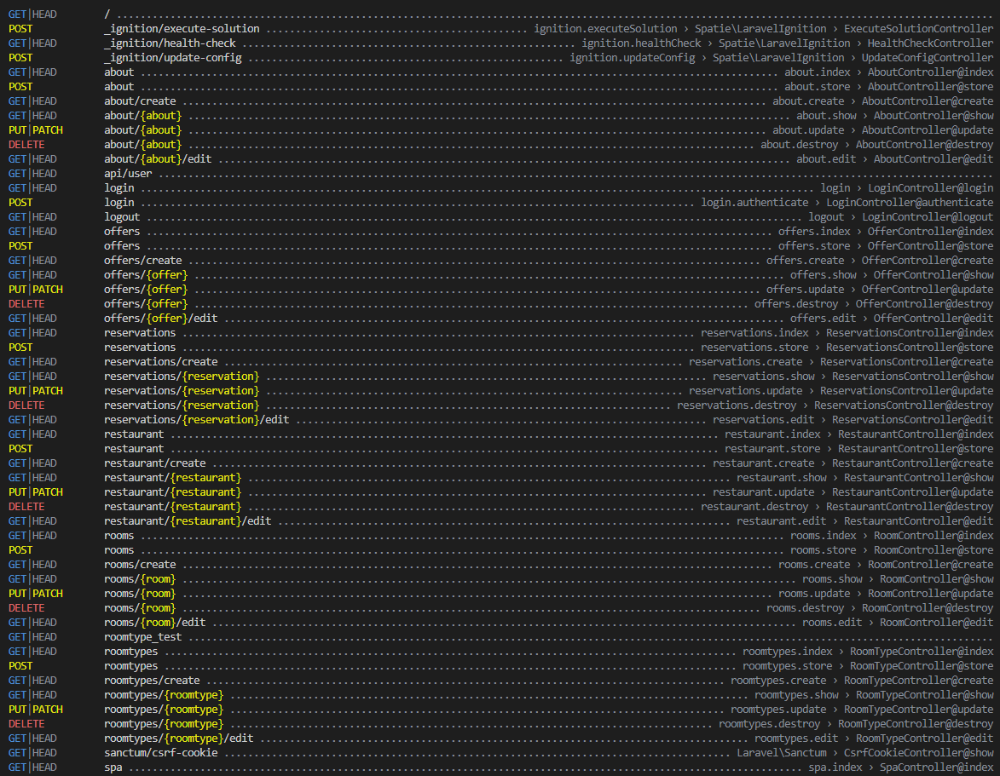 GET|HEAD / ....................................................................................................................................................
POST _ignition/execute-solution ............................................ ignition.executeSolution › Spatie\LaravelIgnition › ExecuteSolutionController
GET|HEAD _ignition/health-check ........................................................ ignition.healthCheck › Spatie\LaravelIgnition › HealthCheckController
POST _ignition/update-config ..................................................... ignition.updateConfig › Spatie\LaravelIgnition › UpdateConfigController
GET|HEAD about ........................................................................................................... about.index › AboutController@index
POST about ........................................................................................................... about.store › AboutController@store
GET|HEAD about/create .................................................................................................. about.create › AboutController@create
GET|HEAD about/{about} ..................................................................................................... about.show › AboutController@show
PUT|PATCH about/{about} ................................................................................................. about.update › AboutController@update
DELETE about/{about} ............................................................................................... about.destroy › AboutController@destroy
GET|HEAD about/{about}/edit ................................................................................................ about.edit › AboutController@edit
GET|HEAD api/user ............................................................................................................................................
GET|HEAD login ................................................................................................................. login › LoginController@login
POST login ............................................................................................. login.authenticate › LoginController@authenticate
GET|HEAD logout .............................................................................................................. logout › LoginController@logout
GET|HEAD offers ......................................................................................................... offers.index › OfferController@index
POST offers ......................................................................................................... offers.store › OfferController@store
GET|HEAD offers/create ................................................................................................ offers.create › OfferController@create
GET|HEAD offers/{offer} ................................................................................................... offers.show › OfferController@show
PUT|PATCH offers/{offer} ............................................................................................... offers.update › OfferController@update
DELETE offers/{offer} ............................................................................................. offers.destroy › OfferController@destroy
GET|HEAD offers/{offer}/edit .............................................................................................. offers.edit › OfferController@edit
GET|HEAD reservations ...................................................................................... reservations.index › ReservationsController@index
POST reservations ...................................................................................... reservations.store › ReservationsController@store
GET|HEAD reservations/create ............................................................................. reservations.create › ReservationsController@create
GET|HEAD reservations/{reservation} .......................................................................... reservations.show › ReservationsController@show
PUT|PATCH reservations/{reservation} ...................................................................... reservations.update › ReservationsController@update
DELETE reservations/{reservation} .................................................................... reservations.destroy › ReservationsController@destroy
GET|HEAD reservations/{reservation}/edit ..................................................................... reservations.edit › ReservationsController@edit
GET|HEAD restaurant ............................................................................................ restaurant.index › RestaurantController@index
POST restaurant ............................................................................................ restaurant.store › RestaurantController@store
GET|HEAD restaurant/create ................................................................................... restaurant.create › RestaurantController@create
GET|HEAD restaurant/{restaurant} ................................................................................. restaurant.show › RestaurantController@show
PUT|PATCH restaurant/{restaurant} ............................................................................. restaurant.update › RestaurantController@update
DELETE restaurant/{restaurant} ........................................................................... restaurant.destroy › RestaurantController@destroy
GET|HEAD restaurant/{restaurant}/edit ............................................................................ restaurant.edit › RestaurantController@edit
GET|HEAD rooms ............................................................................................................ rooms.index › RoomController@index
POST rooms ............................................................................................................ rooms.store › RoomController@store
GET|HEAD rooms/create ................................................................................................... rooms.create › RoomController@create
GET|HEAD rooms/{room} ....................................................................................................... rooms.show › RoomController@show
PUT|PATCH rooms/{room} ................................................................................................... rooms.update › RoomController@update
DELETE rooms/{room} ................................................................................................. rooms.destroy › RoomController@destroy
GET|HEAD rooms/{room}/edit .................................................................................................. rooms.edit › RoomController@edit
GET|HEAD roomtype_test .......................................................................................................................................
GET|HEAD roomtypes ................................................................................................ roomtypes.index › RoomTypeController@index
POST roomtypes ................................................................................................. roomtypes.store › RoomTypeController@store
GET|HEAD roomtypes/create ........................................................................................ roomtypes.create › RoomTypeController@create
GET|HEAD roomtypes/{roomtype} ........................................................................................ roomtypes.show › RoomTypeController@show
PUT|PATCH roomtypes/{roomtype} .................................................................................... roomtypes.update › RoomTypeController@update
DELETE roomtypes/{roomtype} .................................................................................. roomtypes.destroy › RoomTypeController@destroy
GET|HEAD roomtypes/{roomtype}/edit ................................................................................... roomtypes.edit › RoomTypeController@edit
GET|HEAD sanctum/csrf-cookie ...................................................................................... Laravel\Sanctum › CsrfCookieController@show
GET|HEAD spa ................................................................................................................. spa.index › SpaController@index